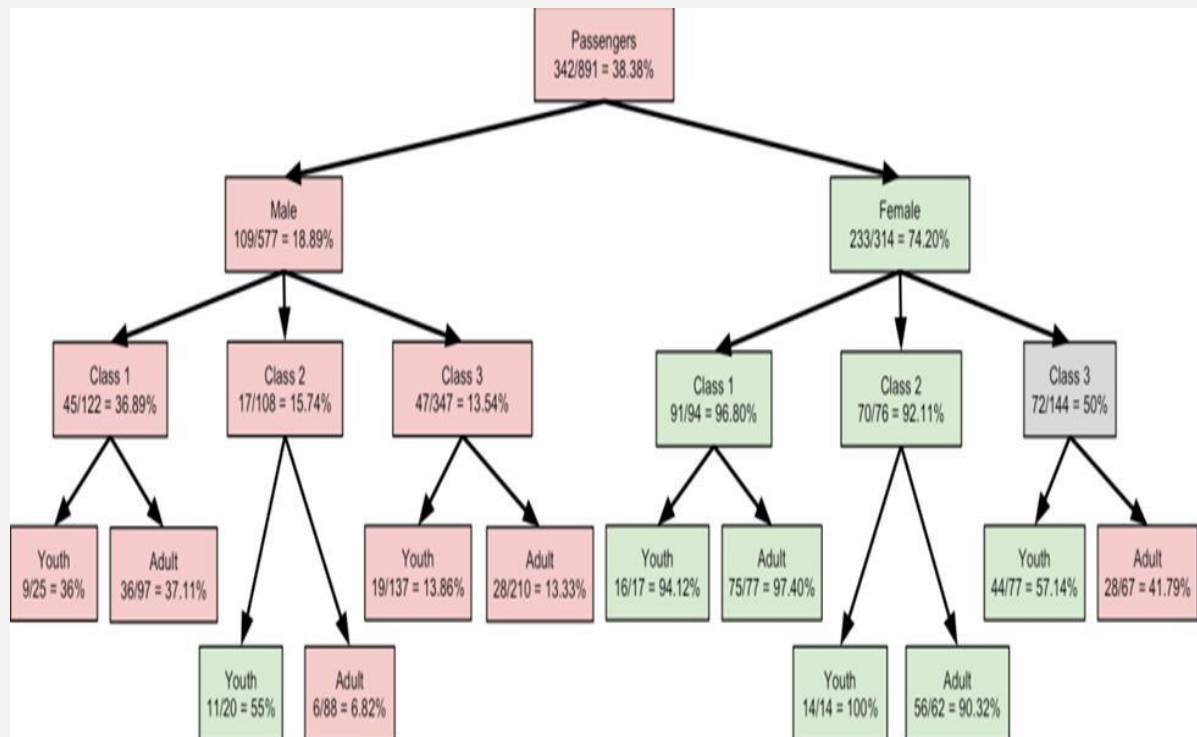 Passengers
342/891 = 38.38%
Male
109/577 = 18.89%
Female
233/314 = 74.20%
Class 1
45/122 = 36.89%
Class 2
17/108 = 15.74%
Class 3
47/347 = 13.54%
Class 1
91/94 = 96.80%
Class 2
70/76 = 92.11%
Class 3
72/144 = 50%
Youth
9/25 = 36%
Adult
36/97 = 37.11%
Youth
19/137 = 13.86%
Adult
28/210 = 13.33%
Youth
16/17 = 94.12%
Adult
75/77 = 97.40%
Youth
44/77 = 57.14%
Adult
28/67 = 41.79%
Youth
11/20 = 55%
Adult
6/88 = 6.82%
Youth
14/14 = 100%
Adult
56/62 = 90.32%